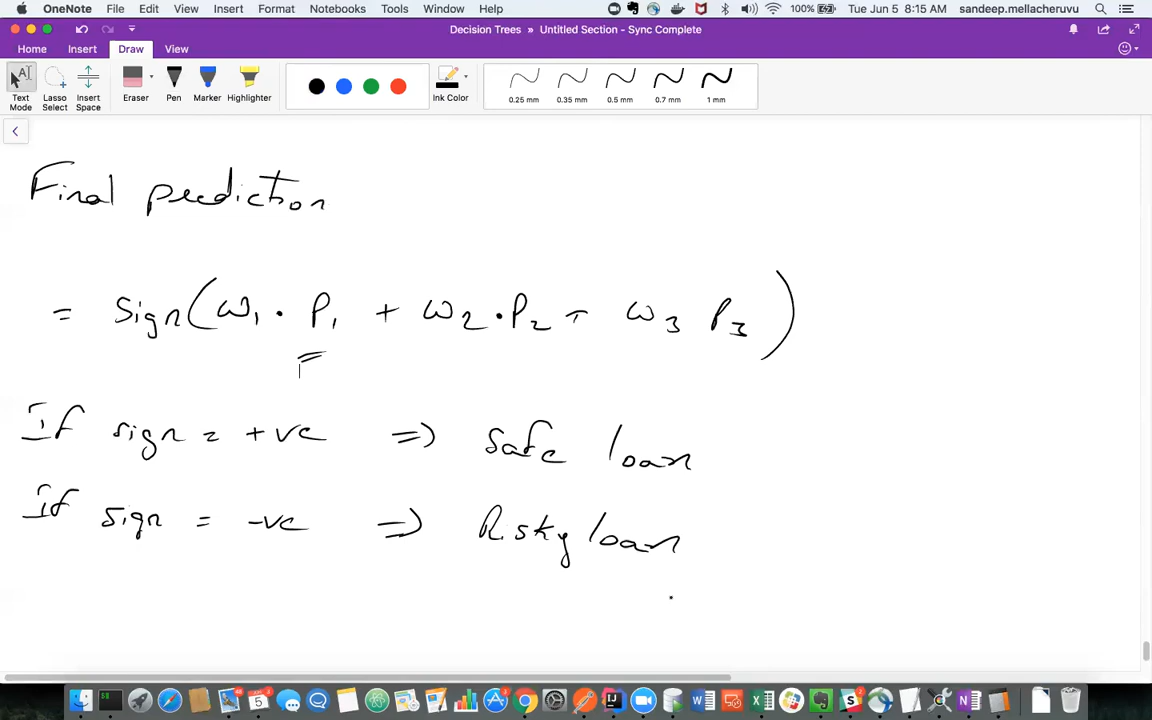 OneNote File Edit View Insert Format Notebooks Tools Window Help 100% Tue Jun 5 8:15 AM sandeep.mellacheruvu
Decision Trees » Untitled Section - Sync Complete
Home Insert Draw View
Text Mode Lasso Select Insert Space Eraser Pen Marker Highlighter Ink Color 0.25 mm 0.35 mm 0.5 mm 0.7 mm 1 mm
Final prediction
= Sign(ω1 · P1 + ω2 · P2 + ω3 P3)
If sign = +ve => Safe loan
If sign = -ve => Risky loan